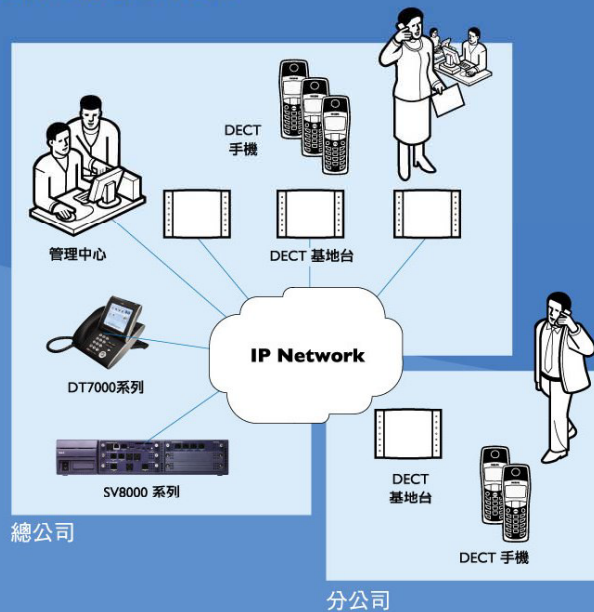 DECT
手機
管理中心
DECT 基地台
IP Network
DT7000系列
SV8000 系列
總公司
DECT
基地台
DECT 手機
分公司